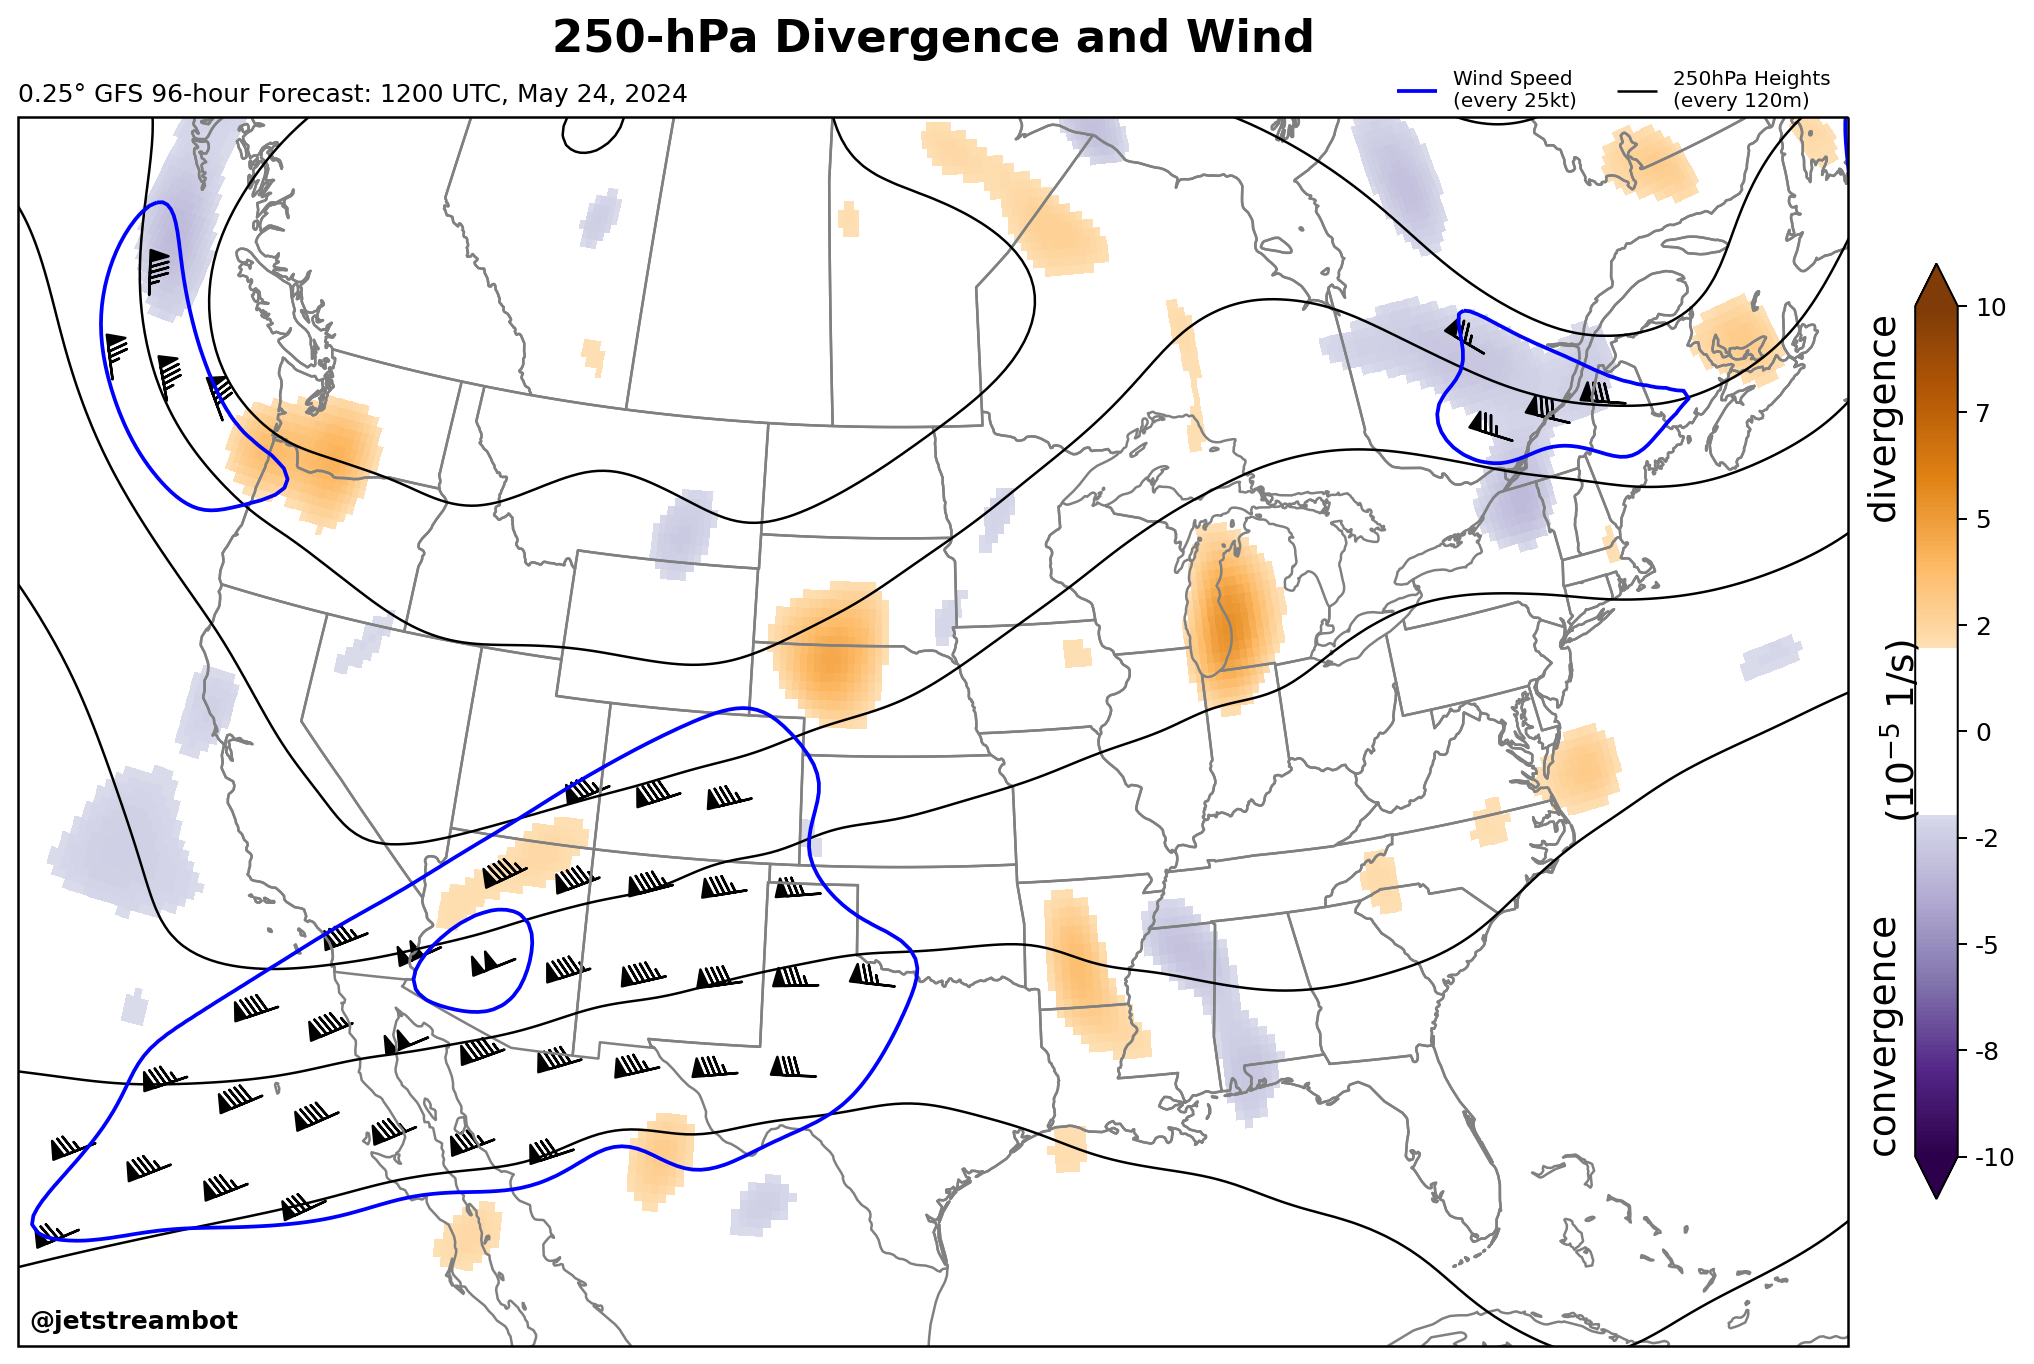 250-hPa Divergence and Wind
0.25° GFS 96-hour Forecast: 1200 UTC, May 24, 2024
Wind Speed
(every 25kt)
250hPa Heights
(every 120m)
10
7
5
2
0
-2
-5
-8
-10
divergence
(10⁻⁵ 1/s)
convergence
@jetstreambot